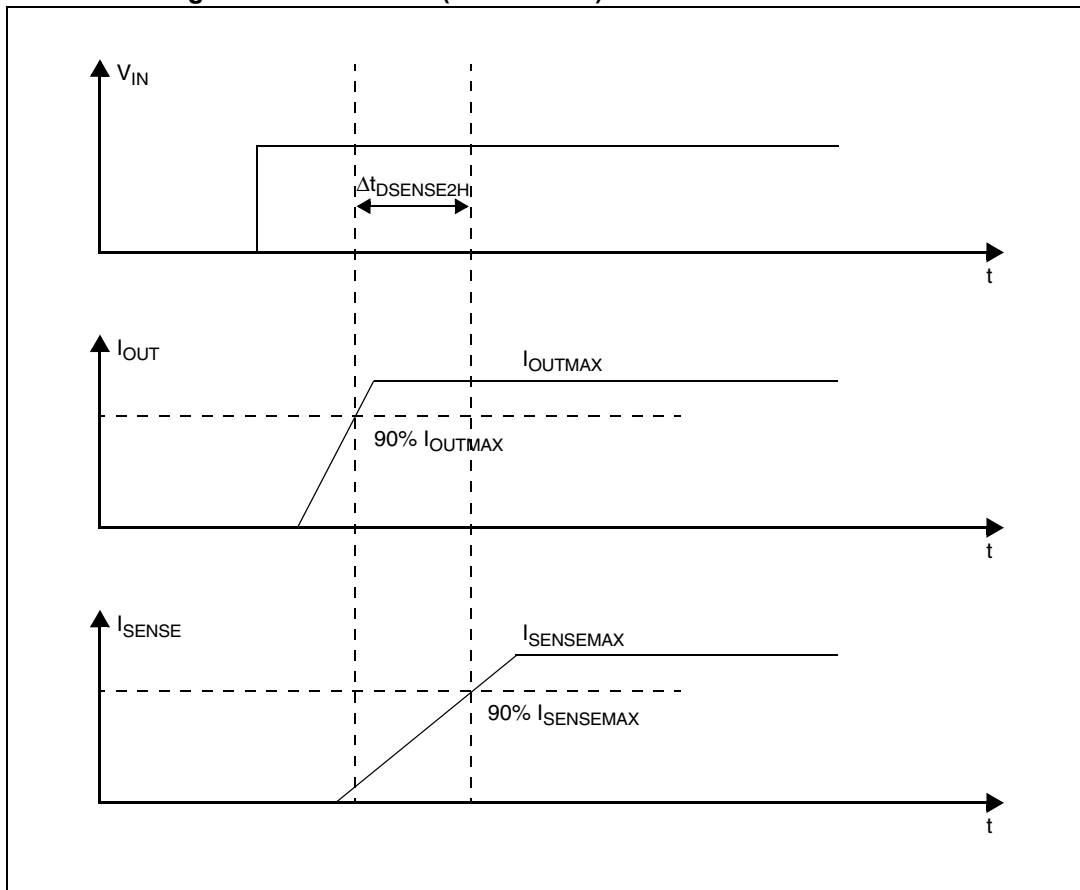 V_IN
Δt_DSENSE2H
t
I_OUT
I_OUTMAX
90% I_OUTMAX
t
I_SENSE
I_SENSEMAX
90% I_SENSEMAX
t